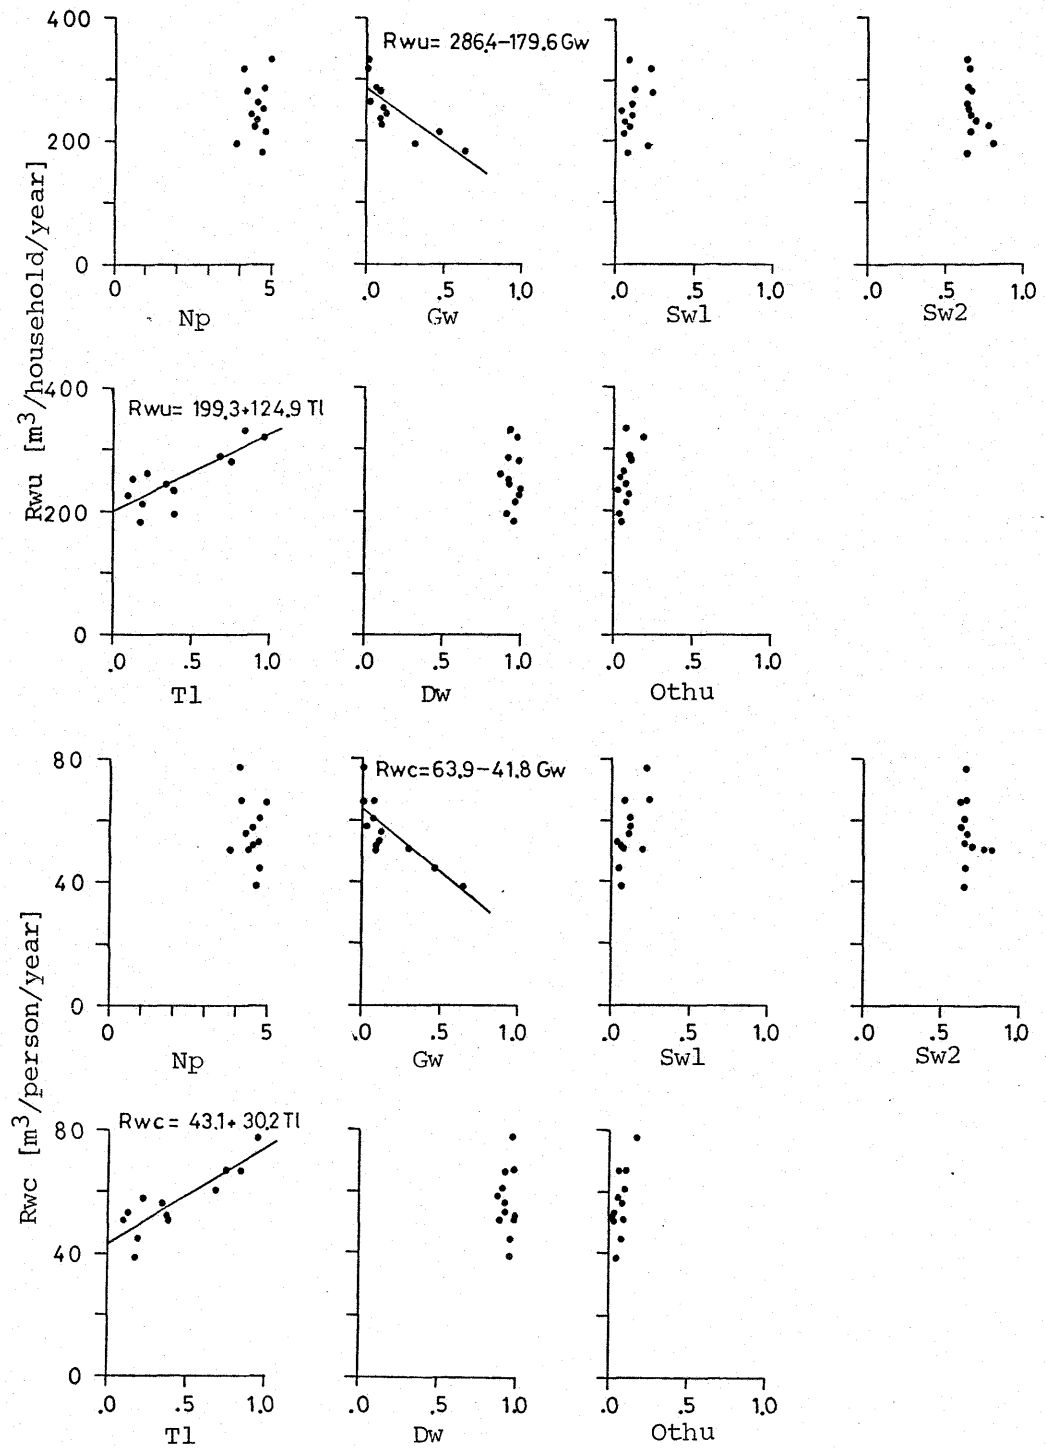 Rwu [m³/household/year]
400
200
0
Rwu= 286.4-179.6 Gw
0 5
Np
.0 .5 1.0
Gw
.0 .5 1.0
Sw1
.0 .5 1.0
Sw2
400
200
0
Rwu= 199.3+124.9 Tl
.0 .5 1.0
Tl
.0 .5 1.0
Dw
.0 .5 1.0
Othu
Rwc [m³/person/year]
80
40
0
Rwc=63.9-41.8 Gw
0 5
Np
.0 .5 1.0
Gw
.0 .5 1.0
Sw1
.0 .5 1.0
Sw2
80
40
0
Rwc= 43.1+ 30.2 Tl
.0 .5 1.0
Tl
.0 .5 1.0
Dw
.0 .5 1.0
Othu